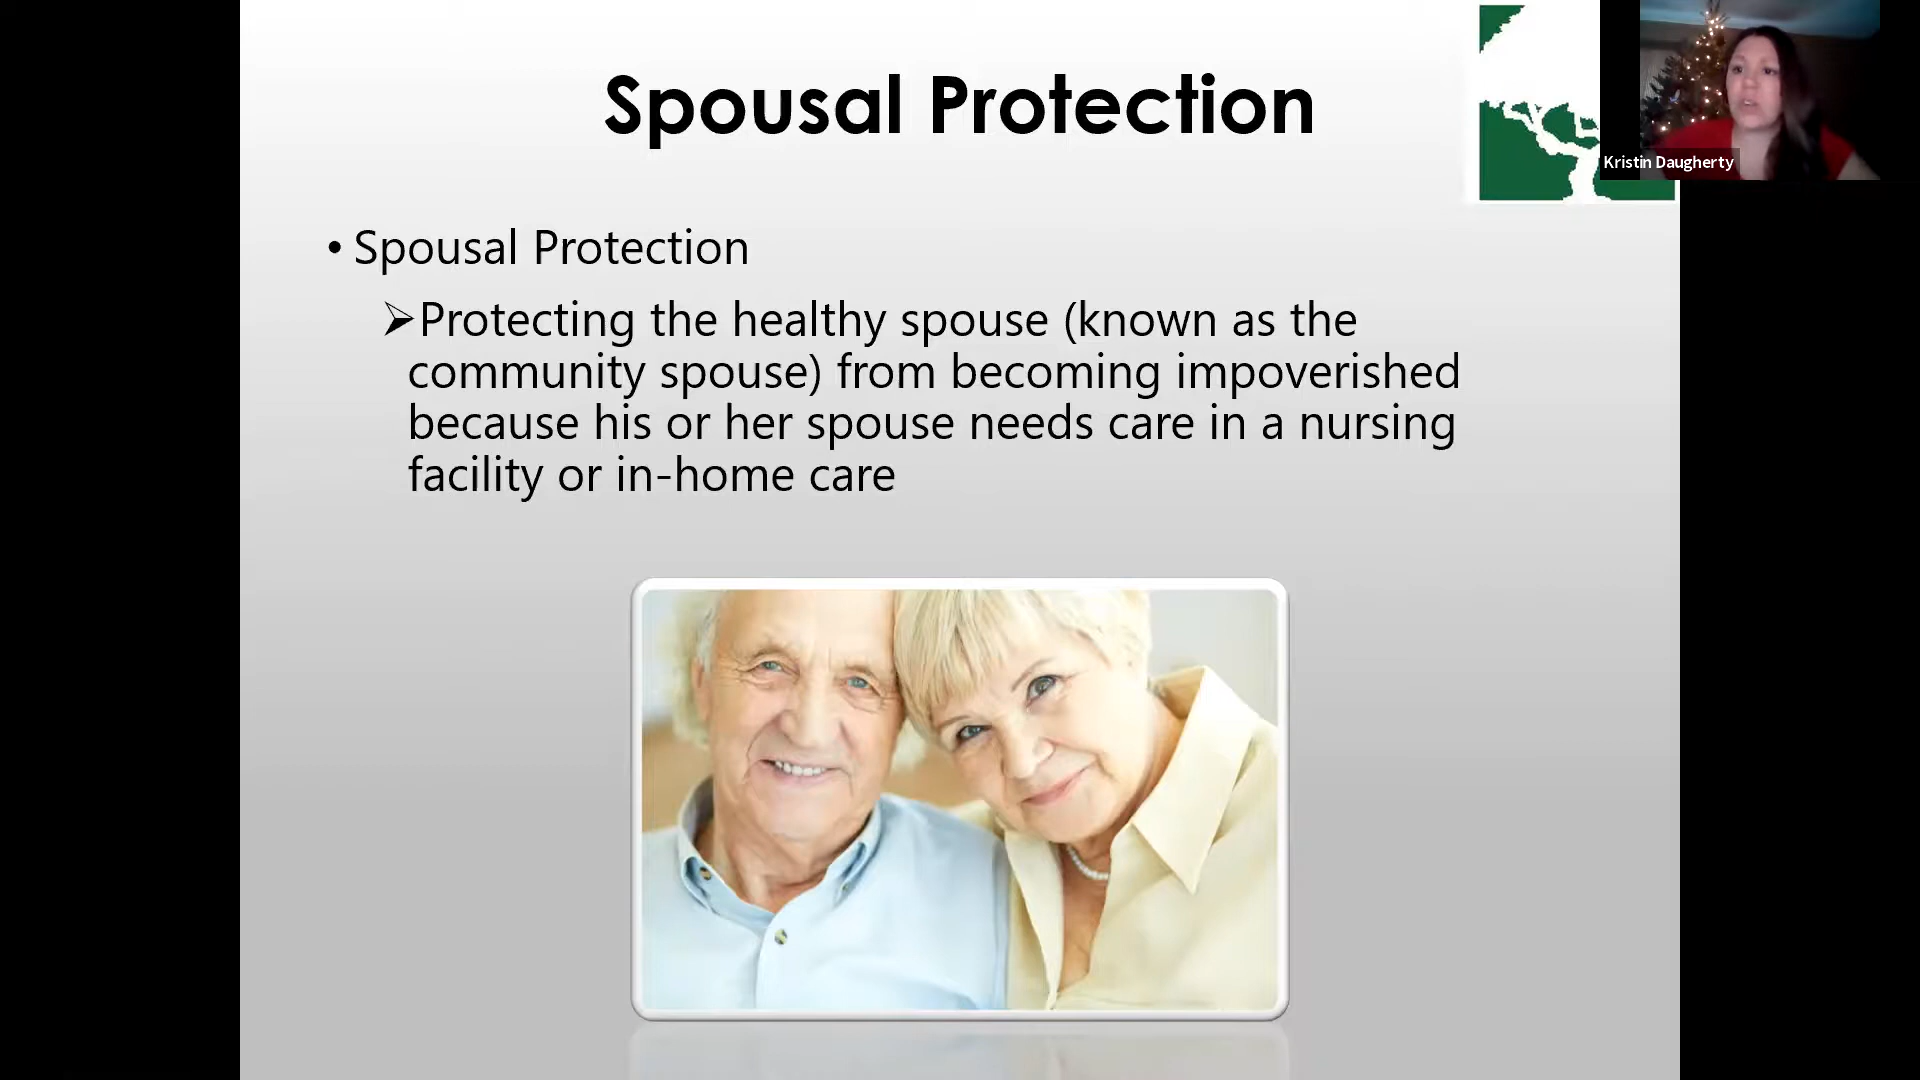 Spousal Protection
Kristin Daugherty
• Spousal Protection
➢Protecting the healthy spouse (known as the
community spouse) from becoming impoverished
because his or her spouse needs care in a nursing
facility or in-home care